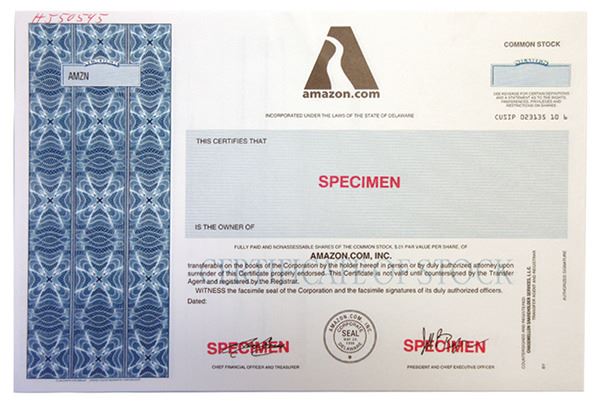 H550545
AMZN
NUMBER
amazon.com
COMMON STOCK
SHARES
INCORPORATED UNDER THE LAWS OF THE STATE OF DELAWARE
SEE REVERSE FOR CERTAIN DEFINITIONS
AND A STATEMENT AS TO THE RIGHTS,
PREFERENCES, PRIVILEGES AND
RESTRICTIONS ON SHARES
CUSIP 023135 10 6
THIS CERTIFIES THAT
SPECIMEN
IS THE OWNER OF
FULLY PAID AND NONASSESSABLE SHARES OF THE COMMON STOCK, $.01 PAR VALUE PER SHARE, OF
AMAZON.COM, INC.
CERTIFICATE OF STOCK
transferable on the books of the Corporation by the holder hereof in person or by duly authorized attorney upon
surrender of this Certificate properly endorsed. This Certificate is not valid until countersigned by the Transfer
Agent and registered by the Registrar.
WITNESS the facsimile seal of the Corporation and the facsimile signatures of its duly authorized officers.
Dated:
SPECIMEN
CHIEF FINANCIAL OFFICER AND TREASURER
AMAZON.COM, INC.
CORPORATE
SEAL
MAY 28
1996
DELAWARE
SPECIMEN
PRESIDENT AND CHIEF EXECUTIVE OFFICER
COUNTERSIGNED AND REGISTERED:
CHASEMELLON SHAREHOLDER SERVICES, L.L.C.
TRANSFER AGENT AND REGISTRAR
BY
AUTHORIZED SIGNATURE